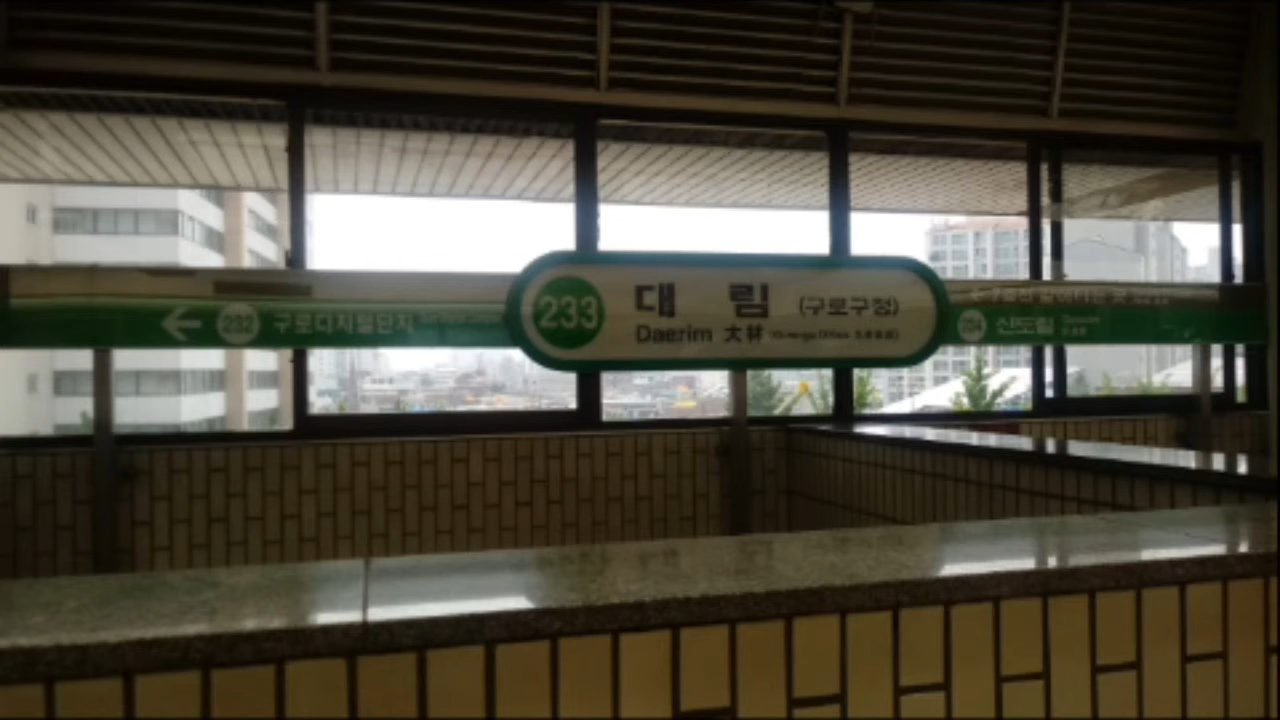 232 구로디지털단지
233 대림 (구로구청)
Daerim 大林
234 신도림